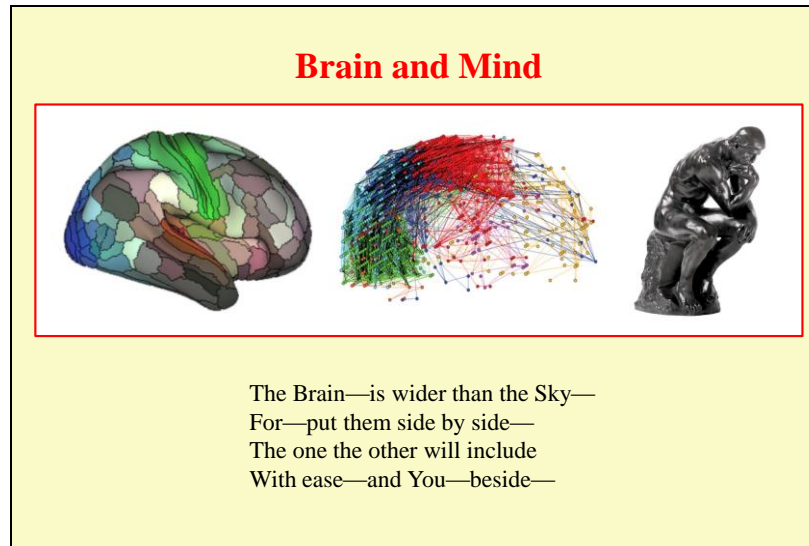 Brain and Mind
The Brain—is wider than the Sky—
For—put them side by side—
The one the other will include
With ease—and You—beside—